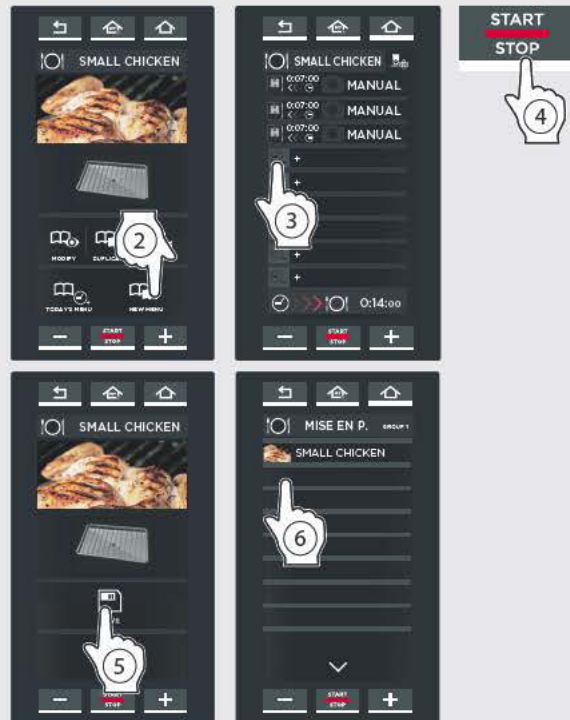 SMALL CHICKEN
2
MODIFY
TODAY'S MENU
NEW MENU
START
STOP
SMALL CHICKEN
0:07:00
MANUAL
0:07:00
MANUAL
0:07:00
MANUAL
+
+
3
+
+
0:14:00
START
STOP
START
STOP
4
SMALL CHICKEN
5
START
STOP
MISE EN P. GROUP 1
SMALL CHICKEN
6
START
STOP